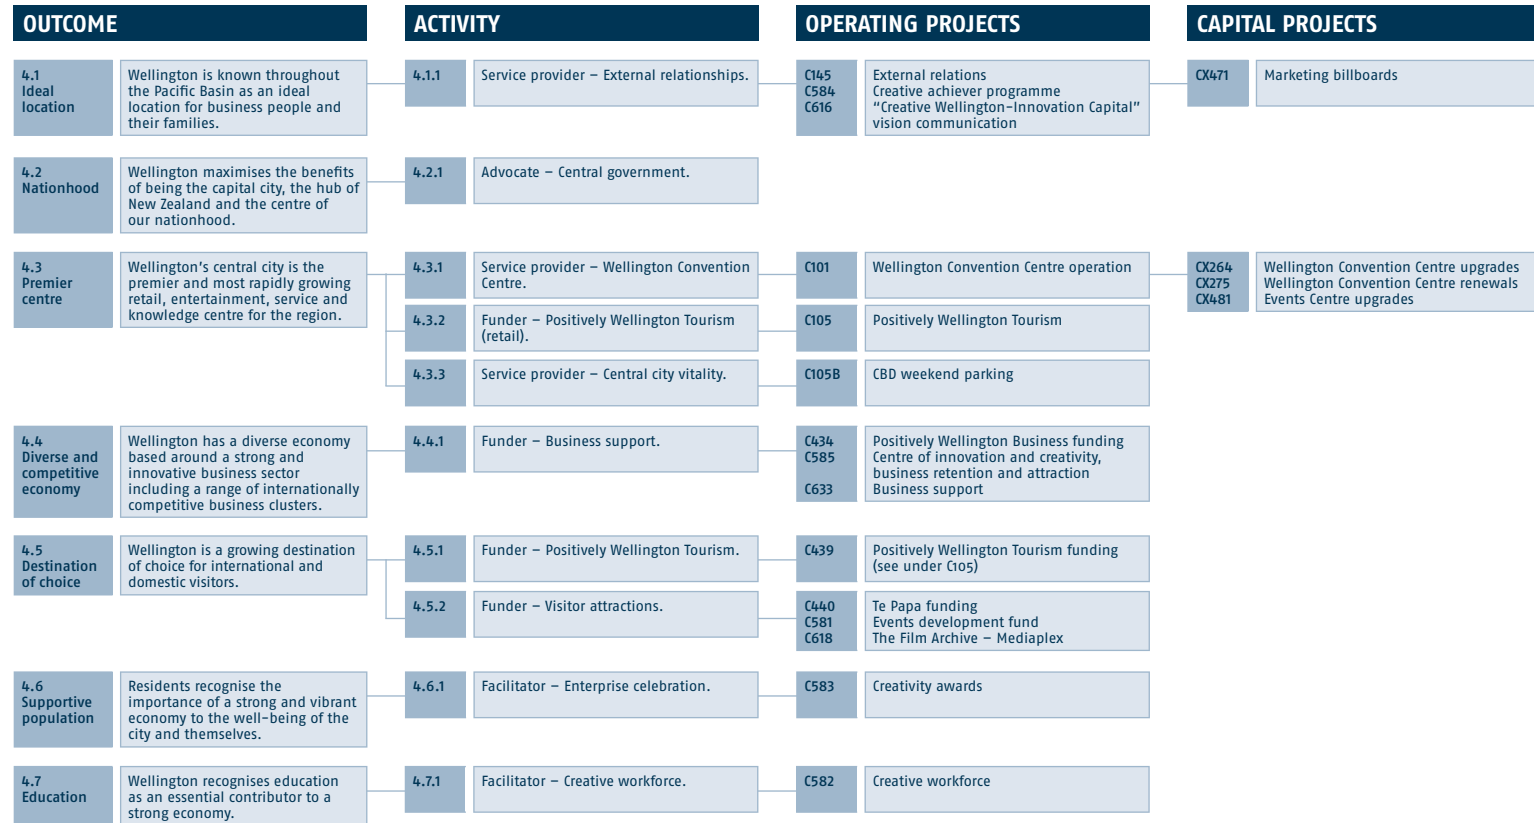 OUTCOME
ACTIVITY
OPERATING PROJECTS
CAPITAL PROJECTS
4.1
Ideal
location
Wellington is known throughout
the Pacific Basin as an ideal
location for business people and
their families.
4.1.1
Service provider – External relationships.
C145
C584
C616
External relations
Creative achiever programme
“Creative Wellington–Innovation Capital”
vision communication
CX471
Marketing billboards
4.2
Nationhood
Wellington maximises the benefits
of being the capital city, the hub of
New Zealand and the centre of
our nationhood.
4.2.1
Advocate – Central government.
4.3
Premier
centre
Wellington’s central city is the
premier and most rapidly growing
retail, entertainment, service and
knowledge centre for the region.
4.3.1
Service provider – Wellington Convention
Centre.
C101
Wellington Convention Centre operation
CX264
CX275
CX481
Wellington Convention Centre upgrades
Wellington Convention Centre renewals
Events Centre upgrades
4.3.2
Funder – Positively Wellington Tourism
(retail).
C105
Positively Wellington Tourism
4.3.3
Service provider – Central city vitality.
C105B
CBD weekend parking
4.4
Diverse and
competitive
economy
Wellington has a diverse economy
based around a strong and
innovative business sector
including a range of internationally
competitive business clusters.
4.4.1
Funder – Business support.
C434
C585
C633
Positively Wellington Business funding
Centre of innovation and creativity,
business retention and attraction
Business support
4.5
Destination
of choice
Wellington is a growing destination
of choice for international and
domestic visitors.
4.5.1
Funder – Positively Wellington Tourism.
C439
Positively Wellington Tourism funding
(see under C105)
4.5.2
Funder – Visitor attractions.
C440
C581
C618
Te Papa funding
Events development fund
The Film Archive – Mediaplex
4.6
Supportive
population
Residents recognise the
importance of a strong and vibrant
economy to the well-being of the
city and themselves.
4.6.1
Facilitator – Enterprise celebration.
C583
Creativity awards
4.7
Education
Wellington recognises education
as an essential contributor to a
strong economy.
4.7.1
Facilitator – Creative workforce.
C582
Creative workforce